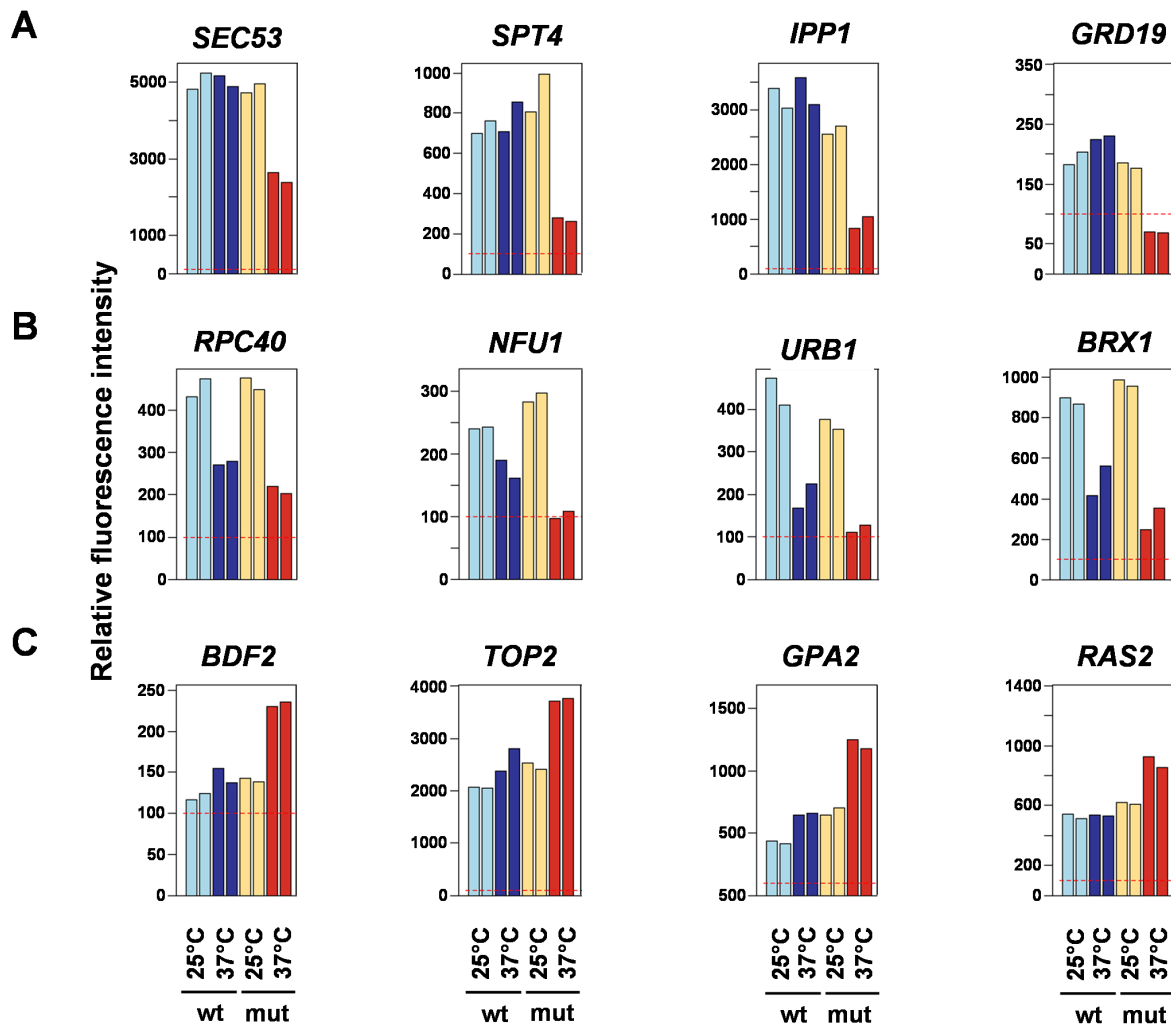 A
SEC53
SPT4
IPP1
GRD19
5000
3000
1000
0
1000
800
600
400
200
0
3000
2000
1000
0
350
250
150
50
0
Relative fluorescence intensity
B
RPC40
NFU1
URB1
BRX1
400
300
200
100
0
300
200
100
0
400
300
200
100
0
1000
800
600
400
200
0
C
BDF2
TOP2
GPA2
RAS2
250
200
150
100
50
0
4000
3000
2000
1000
0
1500
1000
500
500
1400
1000
600
200
0
25°C
37°C
25°C
37°C
25°C
37°C
25°C
37°C
25°C
37°C
25°C
37°C
25°C
37°C
25°C
37°C
wt mut
wt mut
wt mut
wt mut